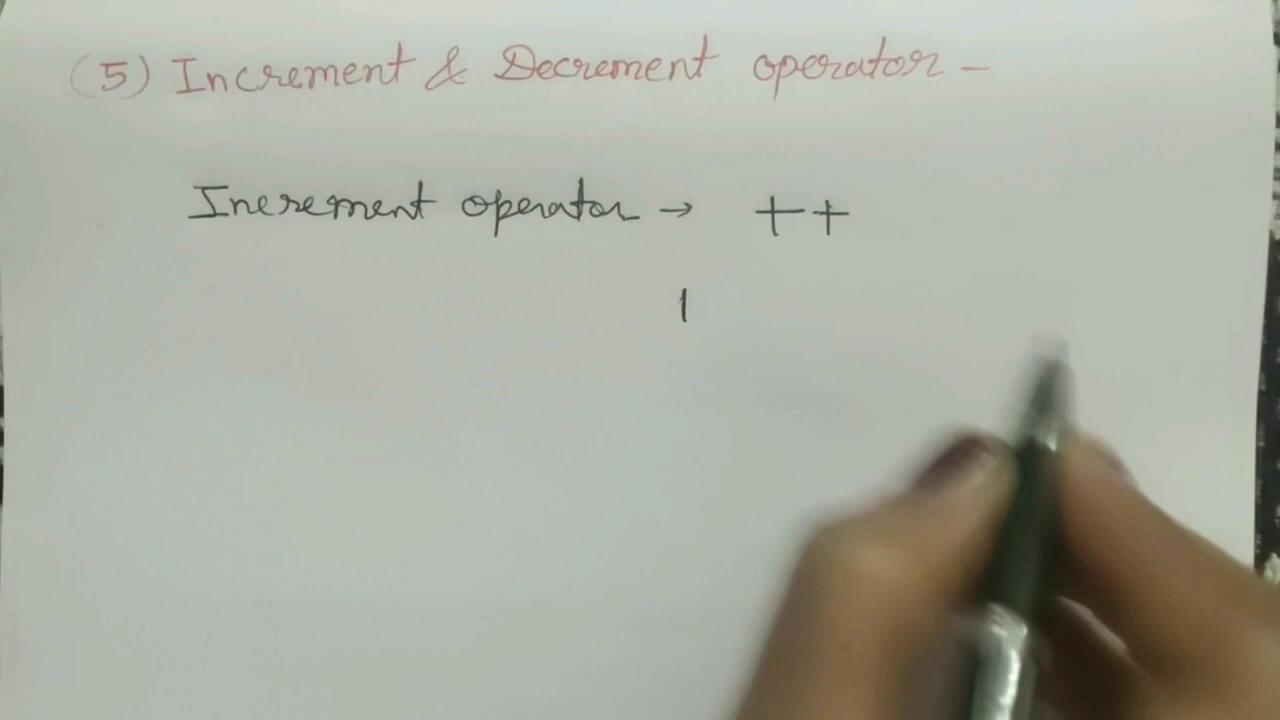 (5) Increment & Decrement operator -
Increment operator → ++
1